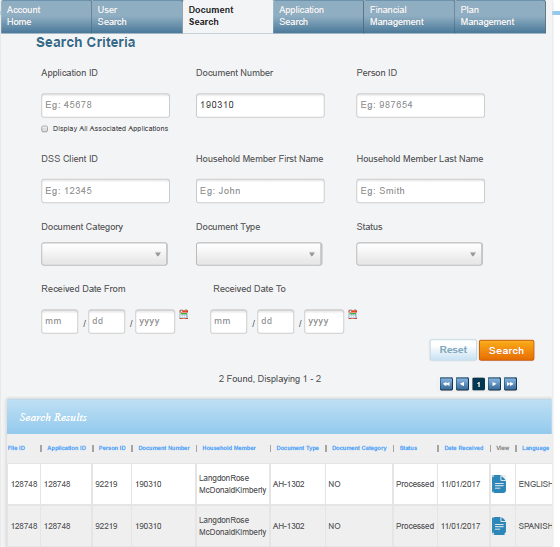 Account Home
User Search
Document Search
Application Search
Financial Management
Plan Management
Search Criteria
Application ID Document Number Person ID
Eg: 45678 190310 Eg: 987654
Display All Associated Applications
DSS Client ID Household Member First Name Household Member Last Name
Eg: 12345 Eg: John Eg: Smith
Document Category Document Type Status
Received Date From Received Date To
mm / dd / yyyy mm / dd / yyyy
Reset Search
2 Found, Displaying 1 - 2 1
Search Results
File ID | Application ID | Person ID | Document Number | Household Member | Document Type | Document Category | Status | Date Received | View | Language
128748 128748 92219 190310 LangdonRose McDonaldKimberly AH-1302 NO Processed 11/01/2017 ENGLISH
128748 128748 92219 190310 LangdonRose McDonaldKimberly AH-1302 NO Processed 11/01/2017 SPANISH